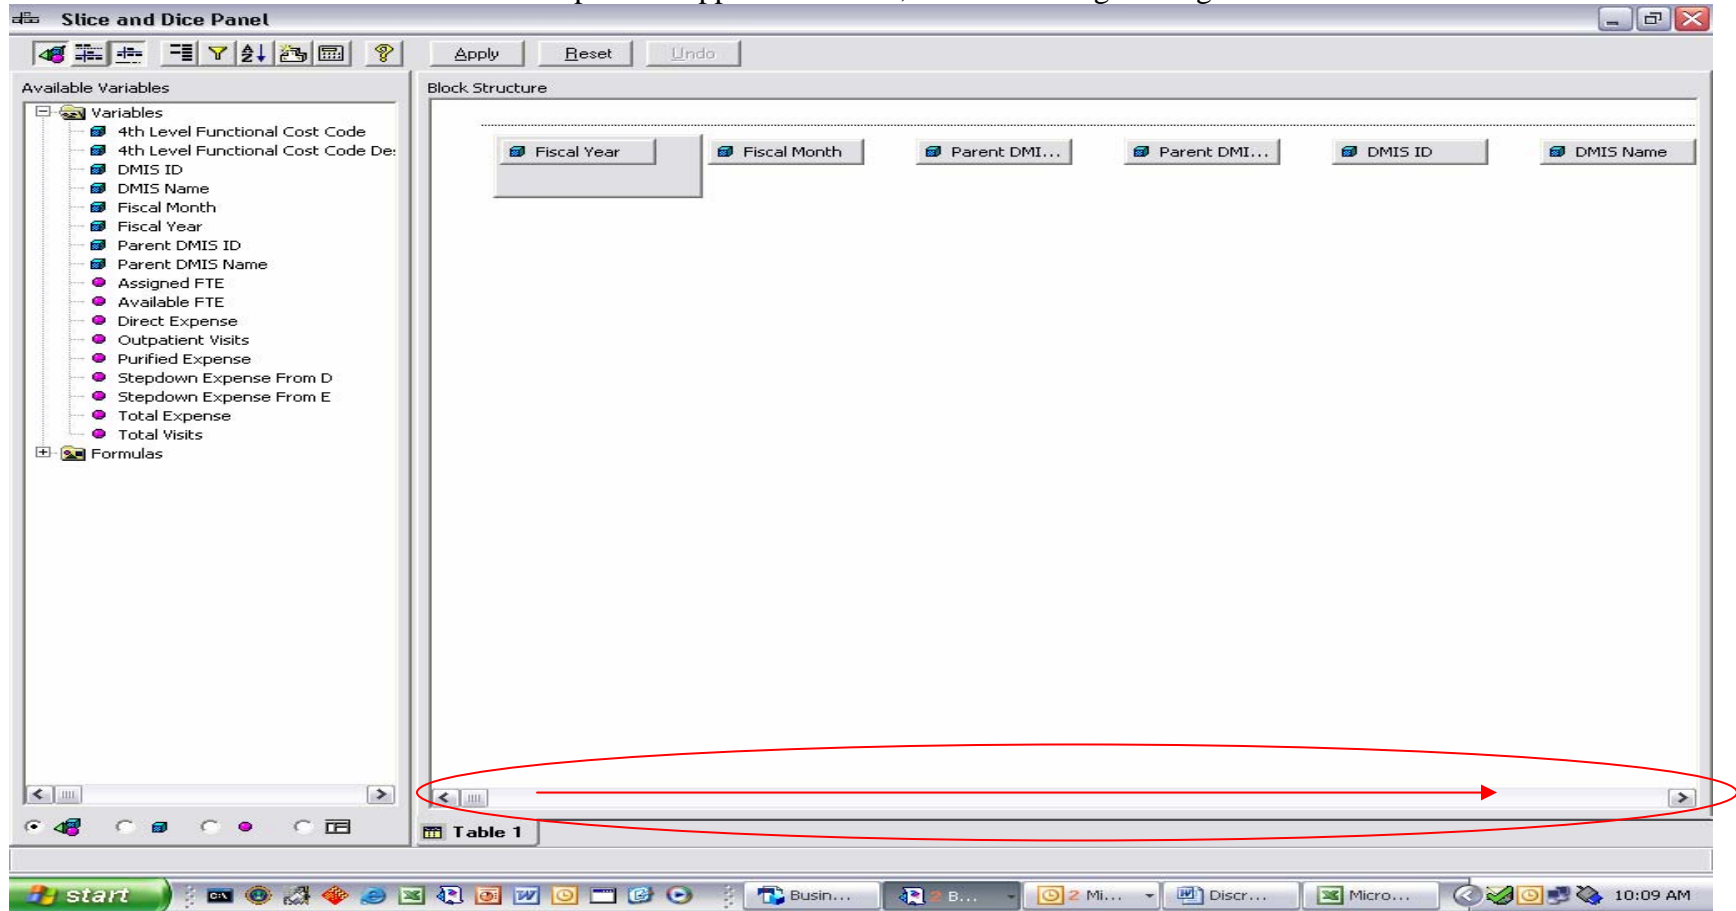 Slice and Dice Panel
Apply
Reset
Undo
Available Variables
Variables
4th Level Functional Cost Code
4th Level Functional Cost Code De
DMIS ID
DMIS Name
Fiscal Month
Fiscal Year
Parent DMIS ID
Parent DMIS Name
Assigned FTE
Available FTE
Direct Expense
Outpatient Visits
Purified Expense
Stepdown Expense From D
Stepdown Expense From E
Total Expense
Total Visits
Formulas
Block Structure
Fiscal Year
Fiscal Month
Parent DMI...
Parent DMI...
DMIS ID
DMIS Name
Table 1
start
Busin...
2 B...
2 Mi...
Discr...
Micro...
10:09 AM